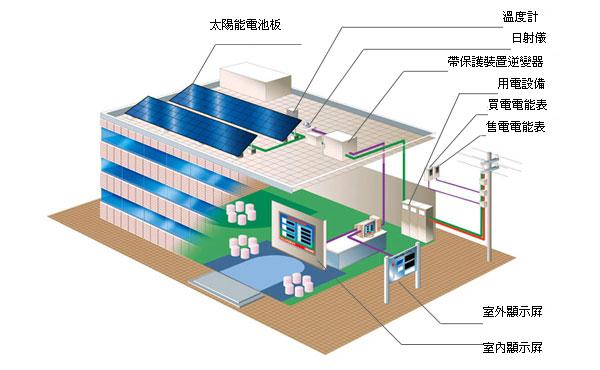 太陽能電池板
溫度計
日射儀
帶保護裝置逆變器
用電設備
買電電能表
售電電能表
室外顯示屏
室內顯示屏